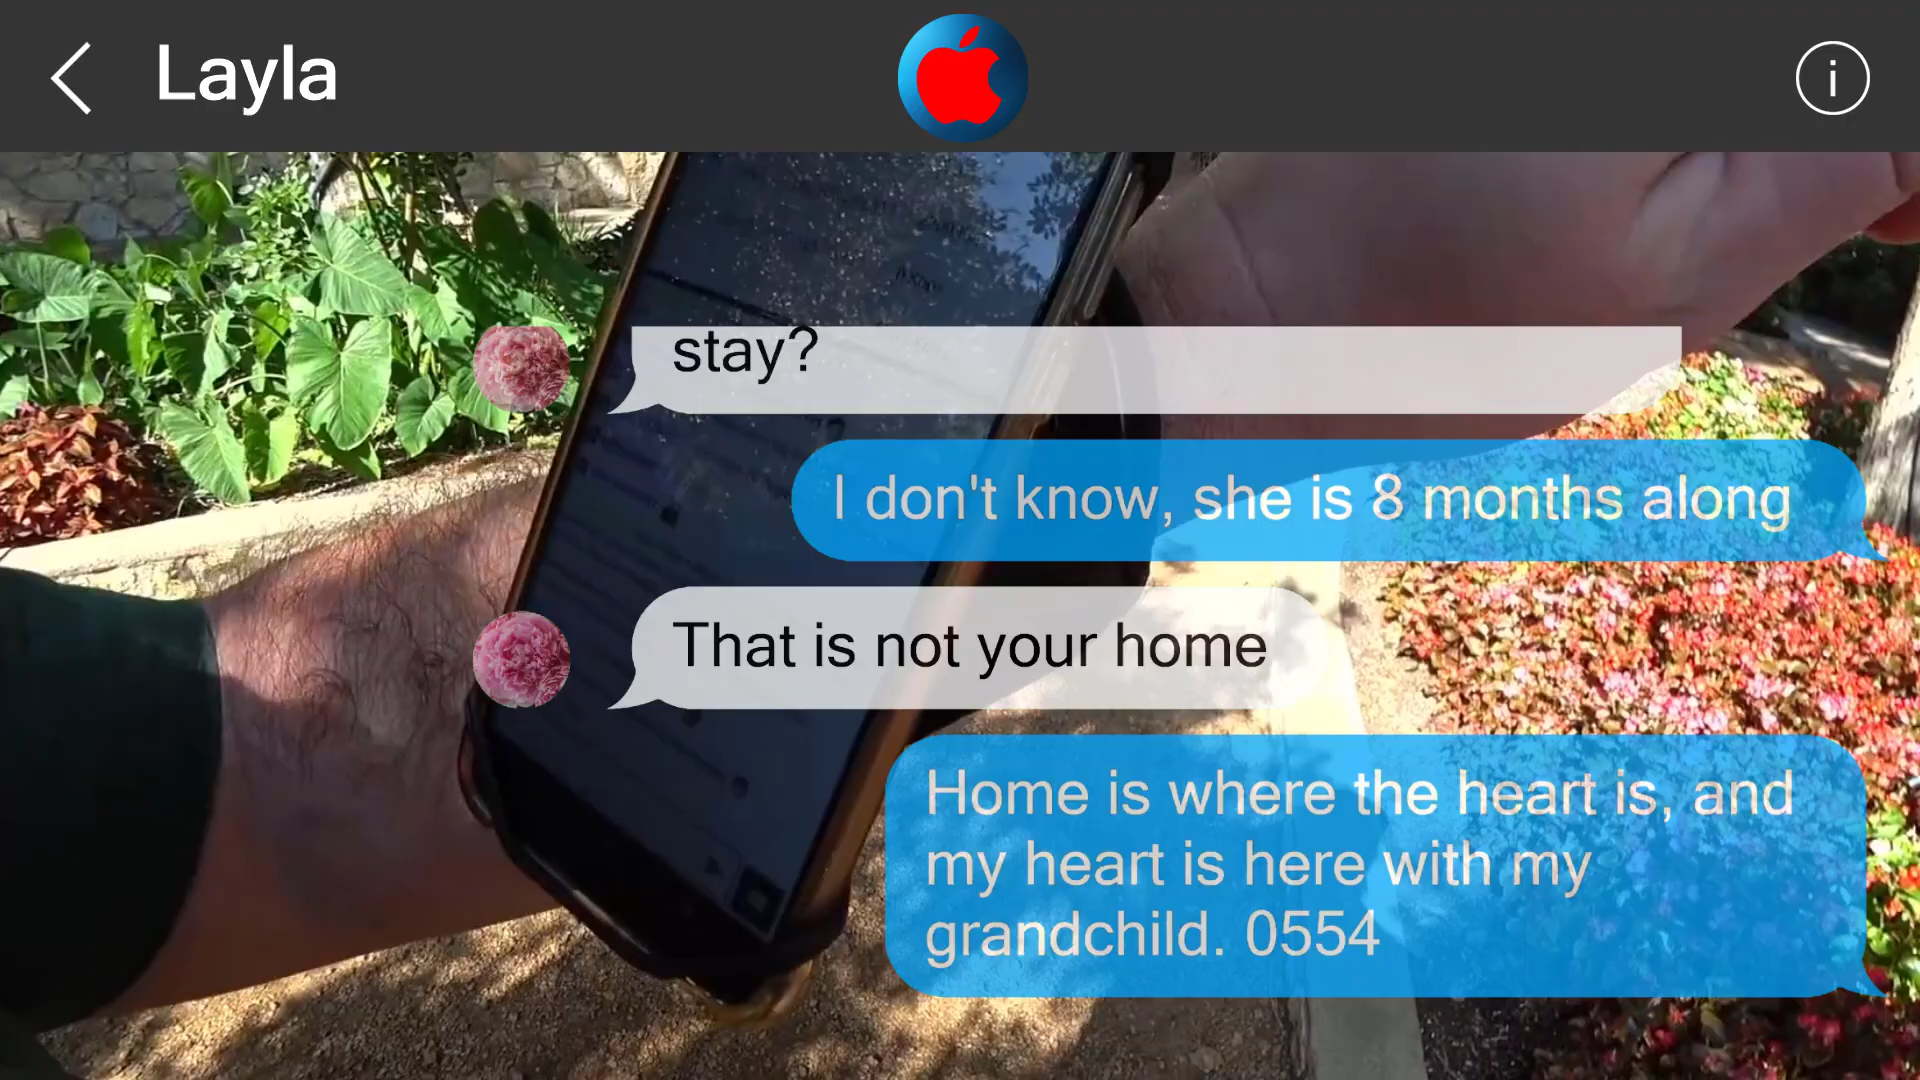 Layla
i
stay?
I don't know, she is 8 months along
That is not your home
Home is where the heart is, and
my heart is here with my
grandchild. 0554